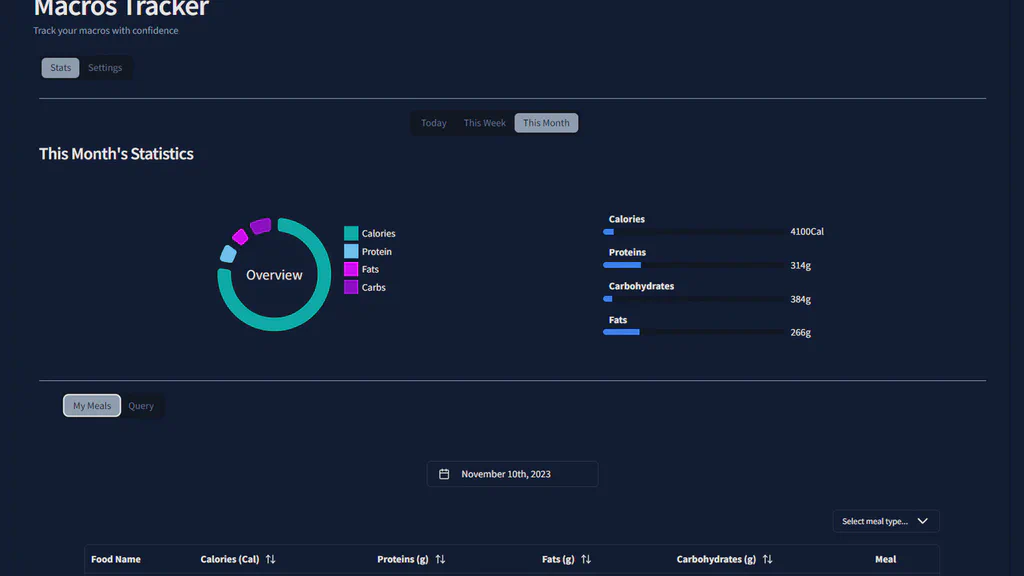 Macros Tracker
Track your macros with confidence
Stats Settings
Today This Week This Month
This Month's Statistics
Overview
Calories
Protein
Fats
Carbs
Calories
4100Cal
Proteins
314g
Carbohydrates
384g
Fats
266g
My Meals Query
November 10th, 2023
Select meal type...
Food Name Calories (Cal) Proteins (g) Fats (g) Carbohydrates (g) Meal